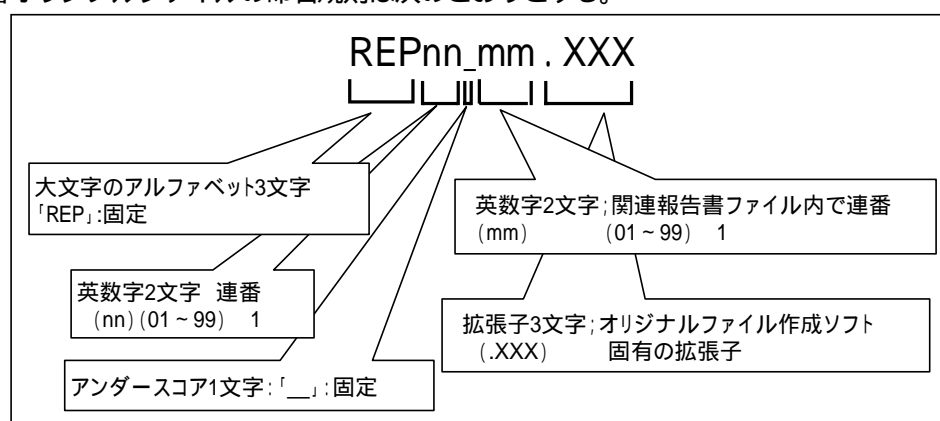 REPnn_mm . XXX
大文字のアルファベット3文字
「REP」:固定
英数字2文字;関連報告書ファイル内で連番
(mm) (01~99) 1
英数字2文字 連番
(nn)(01~99) 1
拡張子3文字;オリジナルファイル作成ソフト
(.XXX) 固有の拡張子
アンダースコア1文字:「__」:固定